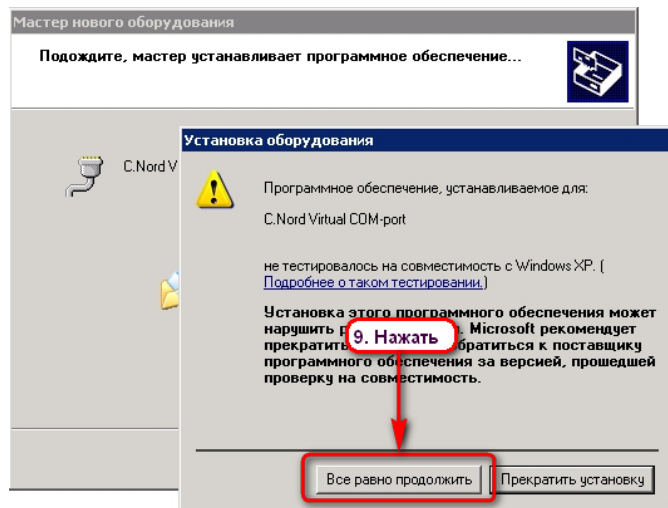 Мастер нового оборудования
Подождите, мастер устанавливает программное обеспечение...
C.Nord V
Установка оборудования
Программное обеспечение, устанавливаемое для:
C.Nord Virtual COM-port
не тестировалось на совместимость с Windows XP. (
Подробнее о таком тестировании.)
Установка этого программного обеспечения может
нарушить Microsoft рекомендует
9. Нажать
прекратить обратиться к поставщику
программного обеспечения за версией, прошедшей
проверку на совместимость.
Все равно продолжить
Прекратить установку